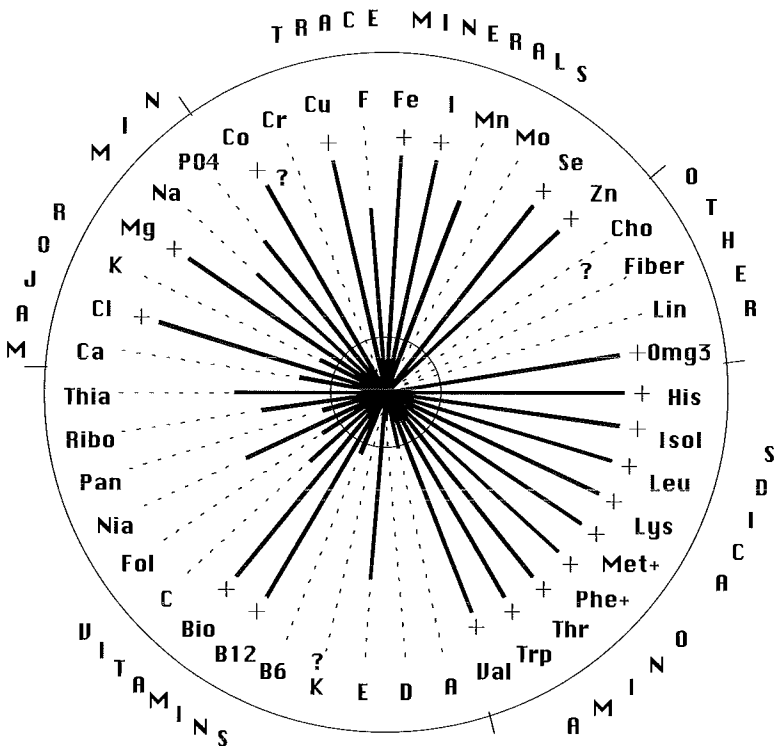 TRACE MINERALS
OTHER
AMINO ACIDS
VITAMINS
MAJOR MIN
F
Fe
+
I
+
Mn
Mo
Se
+
Zn
+
Cho
?
Fiber
Lin
+Omg3
His
+
Isol
+
Leu
+
Lys
+
Met+
+
Phe+
+
Thr
+
Trp
+
Val
+
A
D
E
K
?
B6
B12
+
Bio
+
C
Fol
Nia
Pan
Ribo
Thia
Ca
Cl
+
K
Mg
+
Na
PO4
Co
+
?
Cr
Cu
+